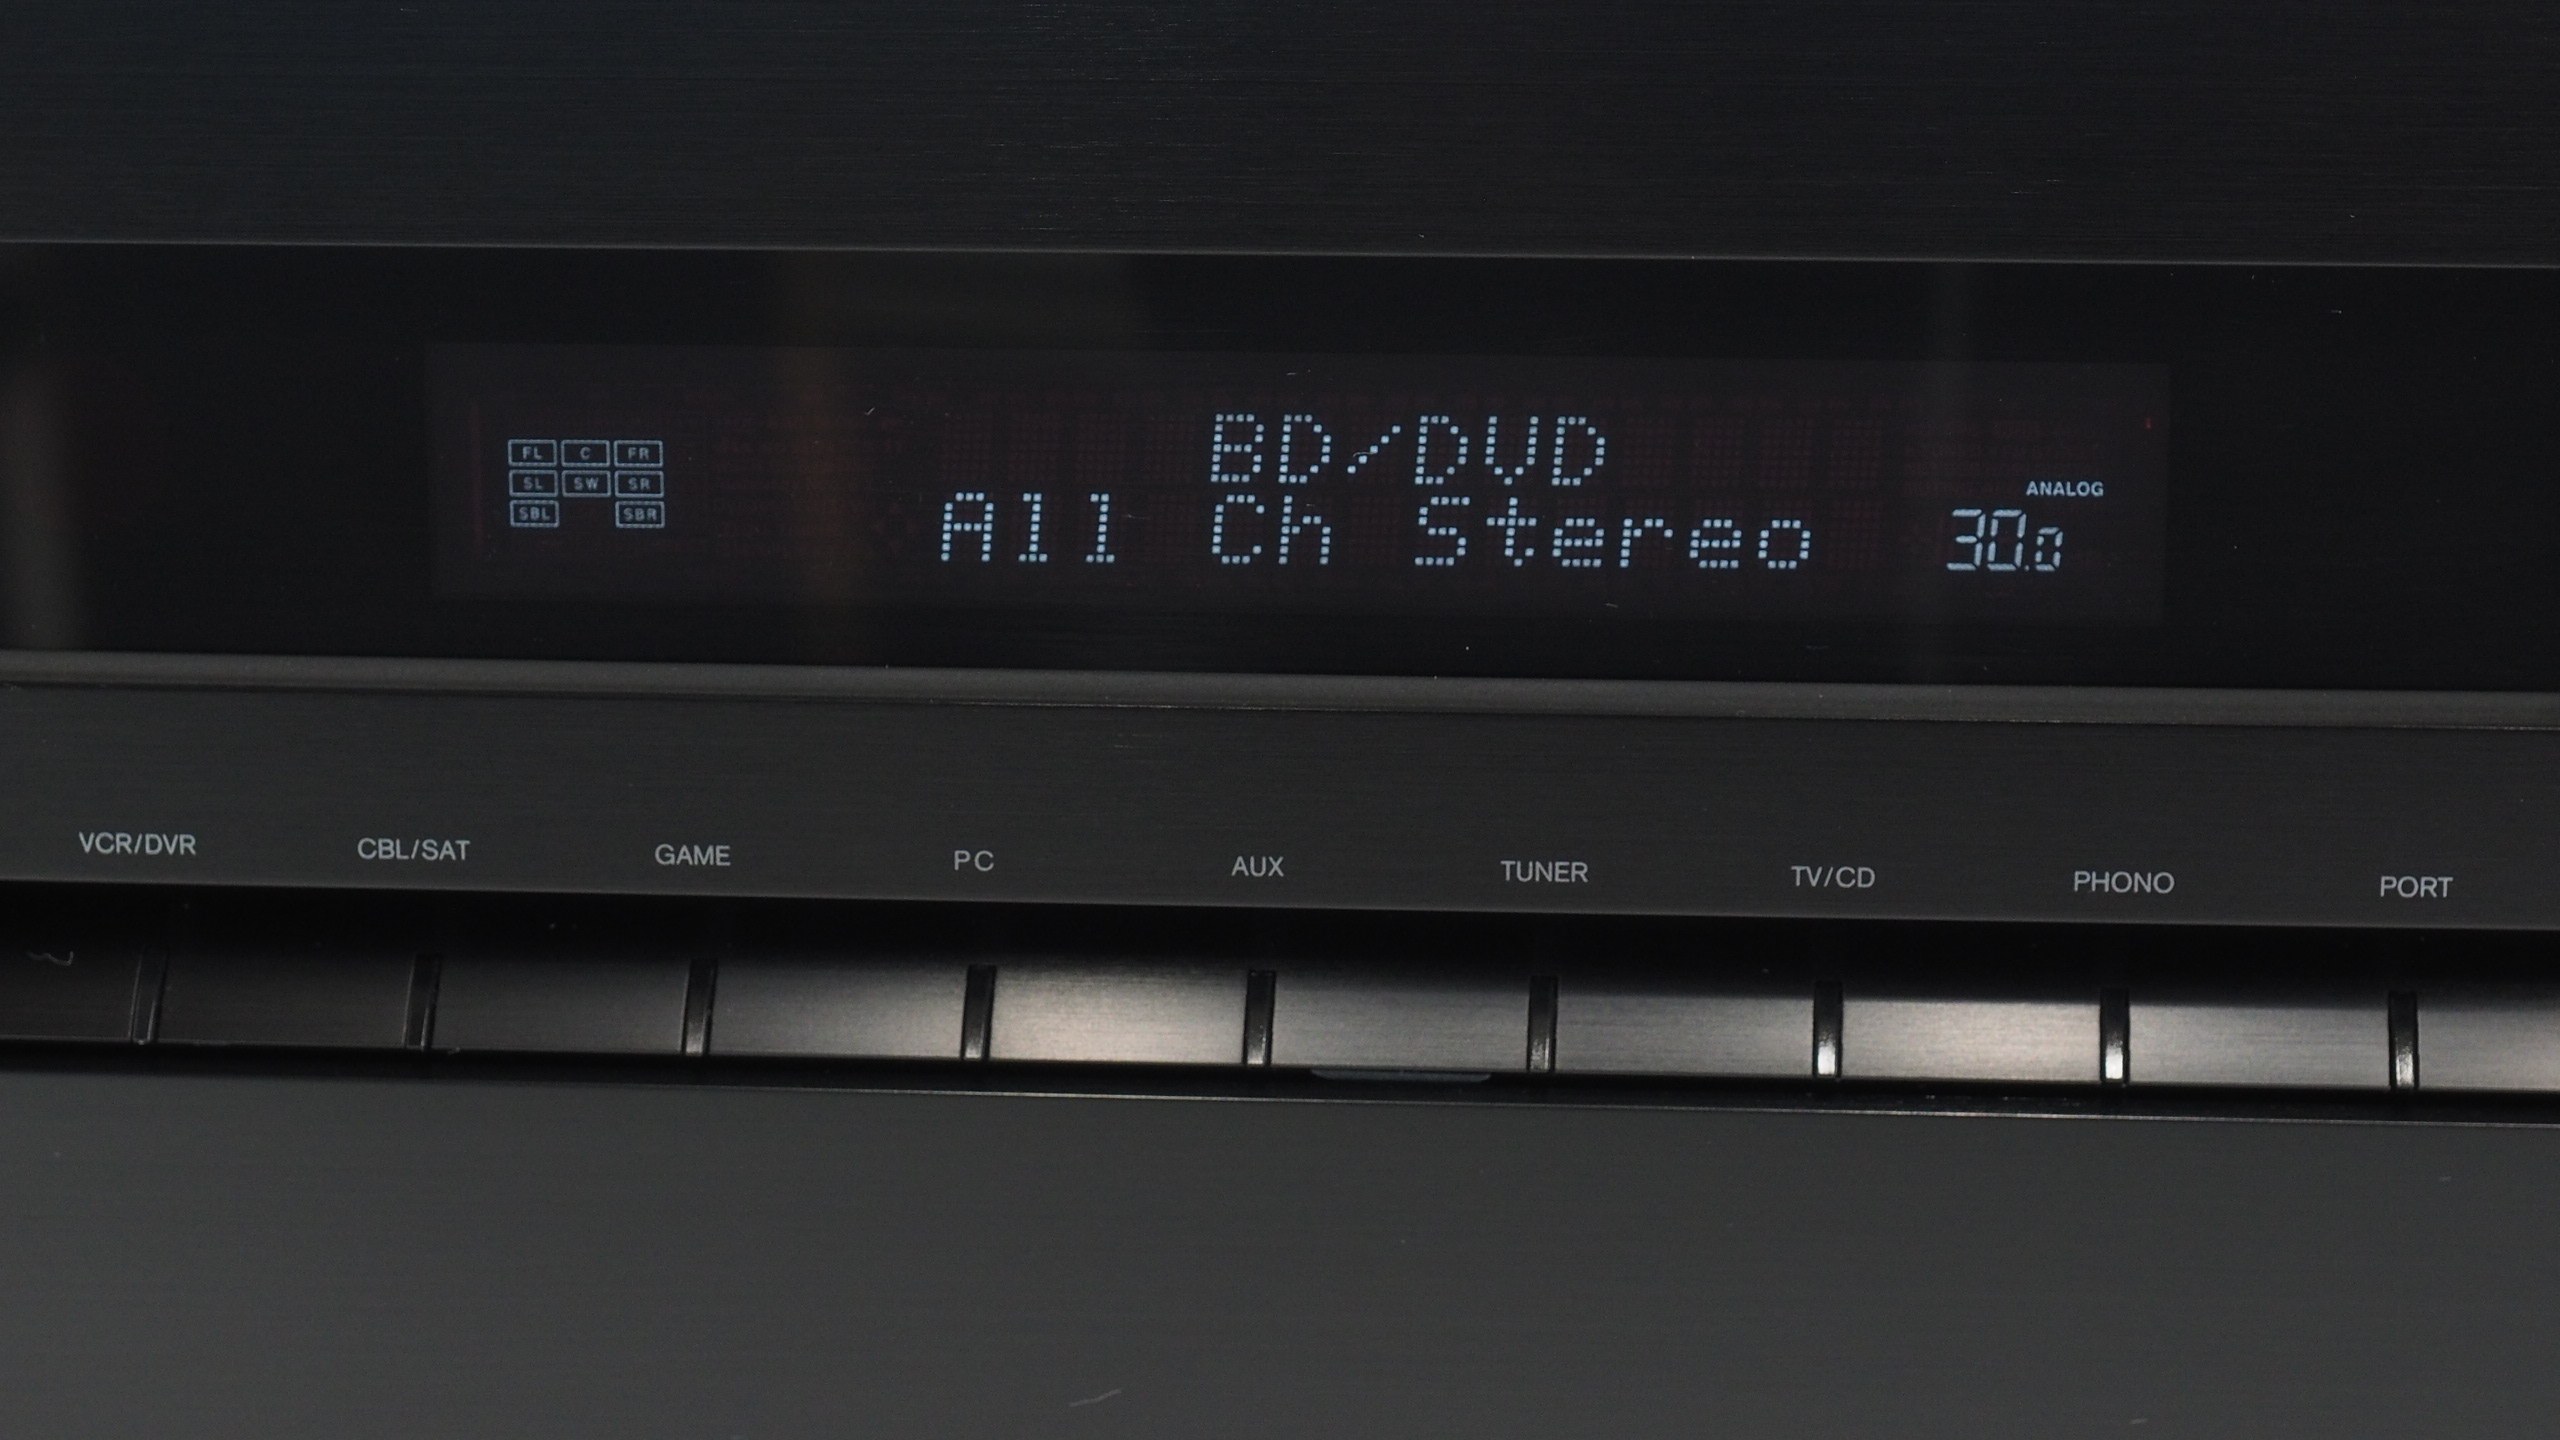 FL C FR
SL SW SR
SBL SBR
BD/DVD
All Ch Stereo
ANALOG
30.0
VCR/DVR CBL/SAT GAME PC AUX TUNER TV/CD PHONO PORT